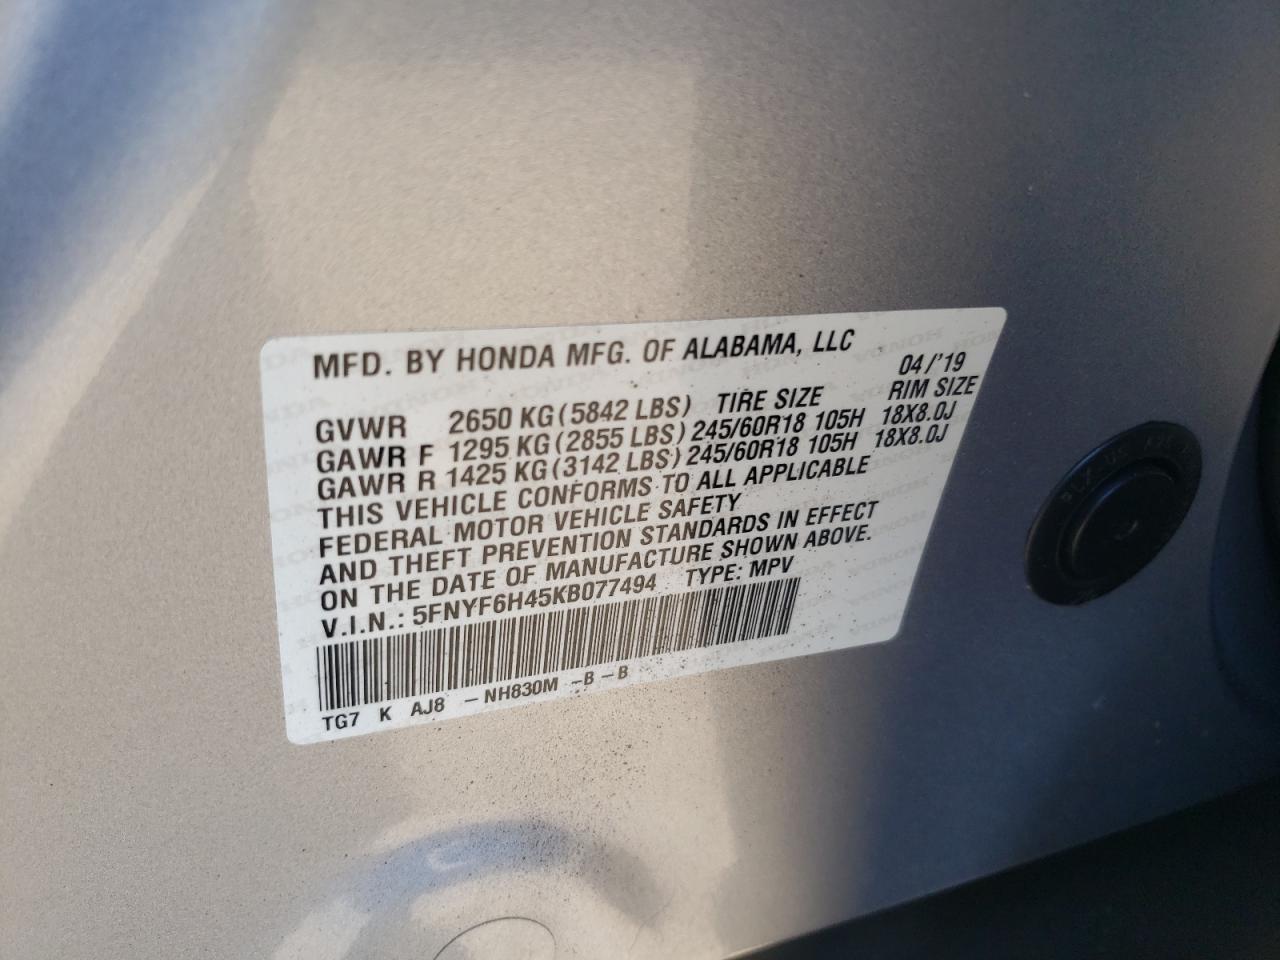 MFD. BY HONDA MFG. OF ALABAMA, LLC
04/'19
GVWR 2650 KG (5842 LBS) TIRE SIZE RIM SIZE
GAWR F 1295 KG (2855 LBS) 245/60R18 105H 18X8.0J
GAWR R 1425 KG (3142 LBS) 245/60R18 105H 18X8.0J
THIS VEHICLE CONFORMS TO ALL APPLICABLE
FEDERAL MOTOR VEHICLE SAFETY
AND THEFT PREVENTION STANDARDS IN EFFECT
ON THE DATE OF MANUFACTURE SHOWN ABOVE.
V.I.N.: 5FNYF6H45KB077494 TYPE: MPV
TG7 K AJ8 -NH830M -B-B